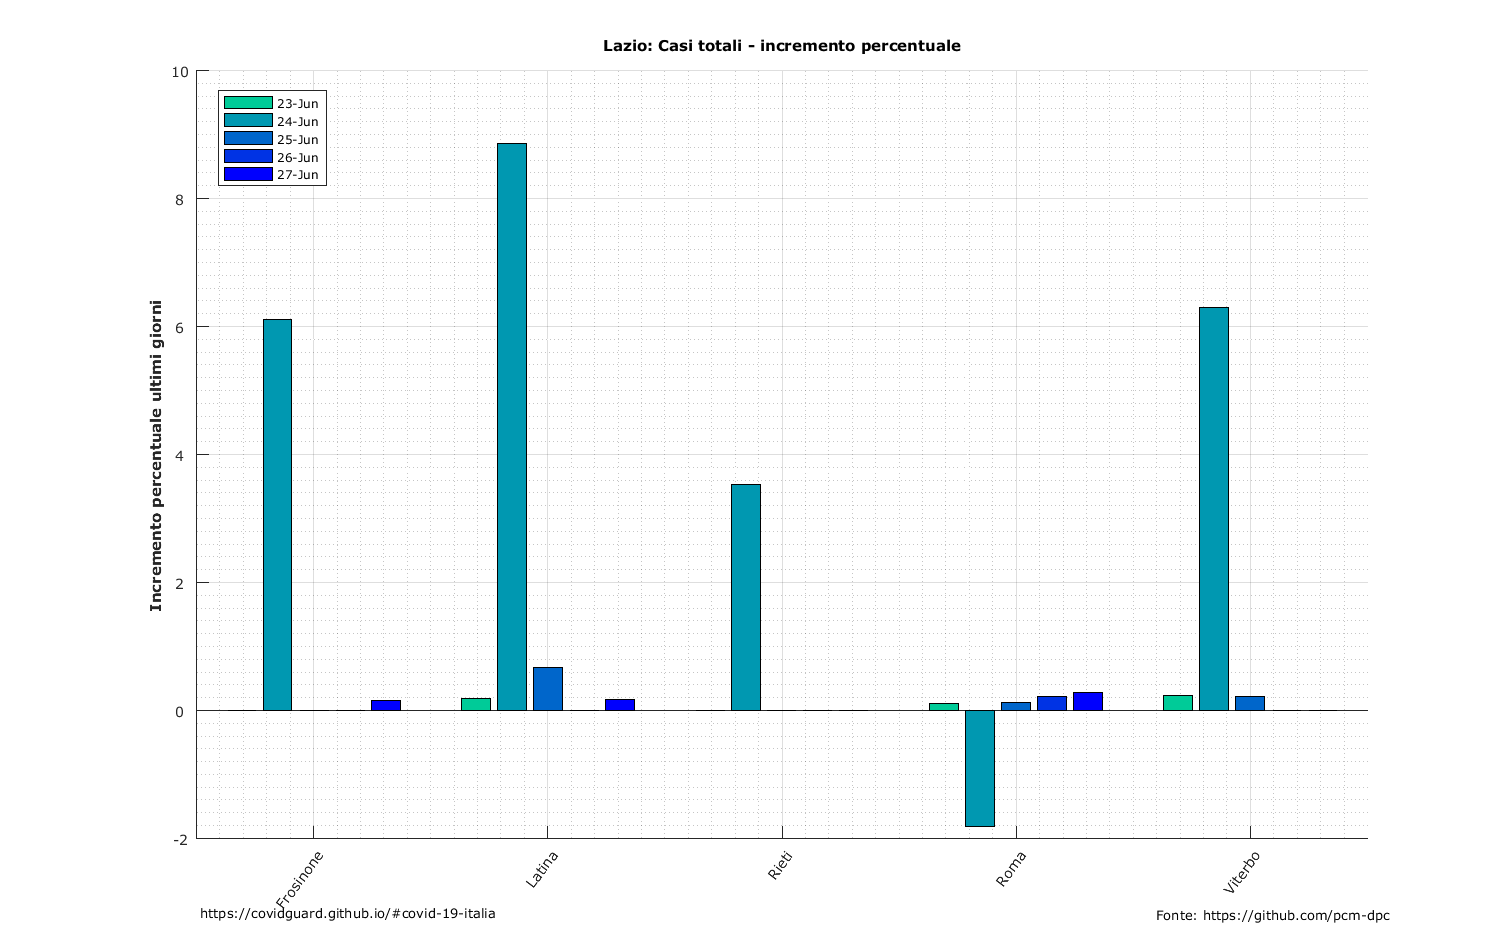 Lazio: Casi totali - incremento percentuale
Incremento percentuale ultimi giorni
10
8
6
4
2
0
-2
23-Jun
24-Jun
25-Jun
26-Jun
27-Jun
Frosinone
Latina
Rieti
Roma
Viterbo
https://covidguard.github.io/#covid-19-italia
Fonte: https://github.com/pcm-dpc